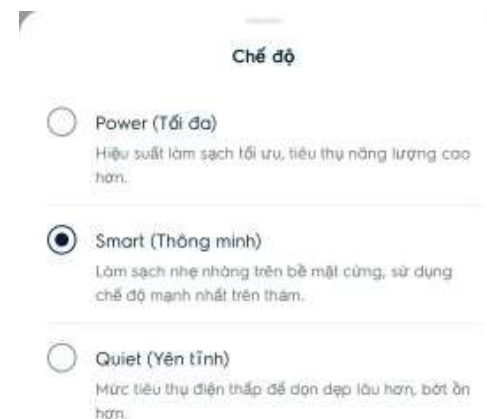 Chế độ
Power (Tối đa)
Hiệu suất làm sạch tối ưu, tiêu thụ năng lượng cao
hơn.
Smart (Thông minh)
Làm sạch nhẹ nhàng trên bề mặt cứng, sử dụng
chế độ mạnh nhất trên thảm.
Quiet (Yên tĩnh)
Mức tiêu thụ điện thấp để dọn dẹp lâu hơn, bớt ồn
hơn.